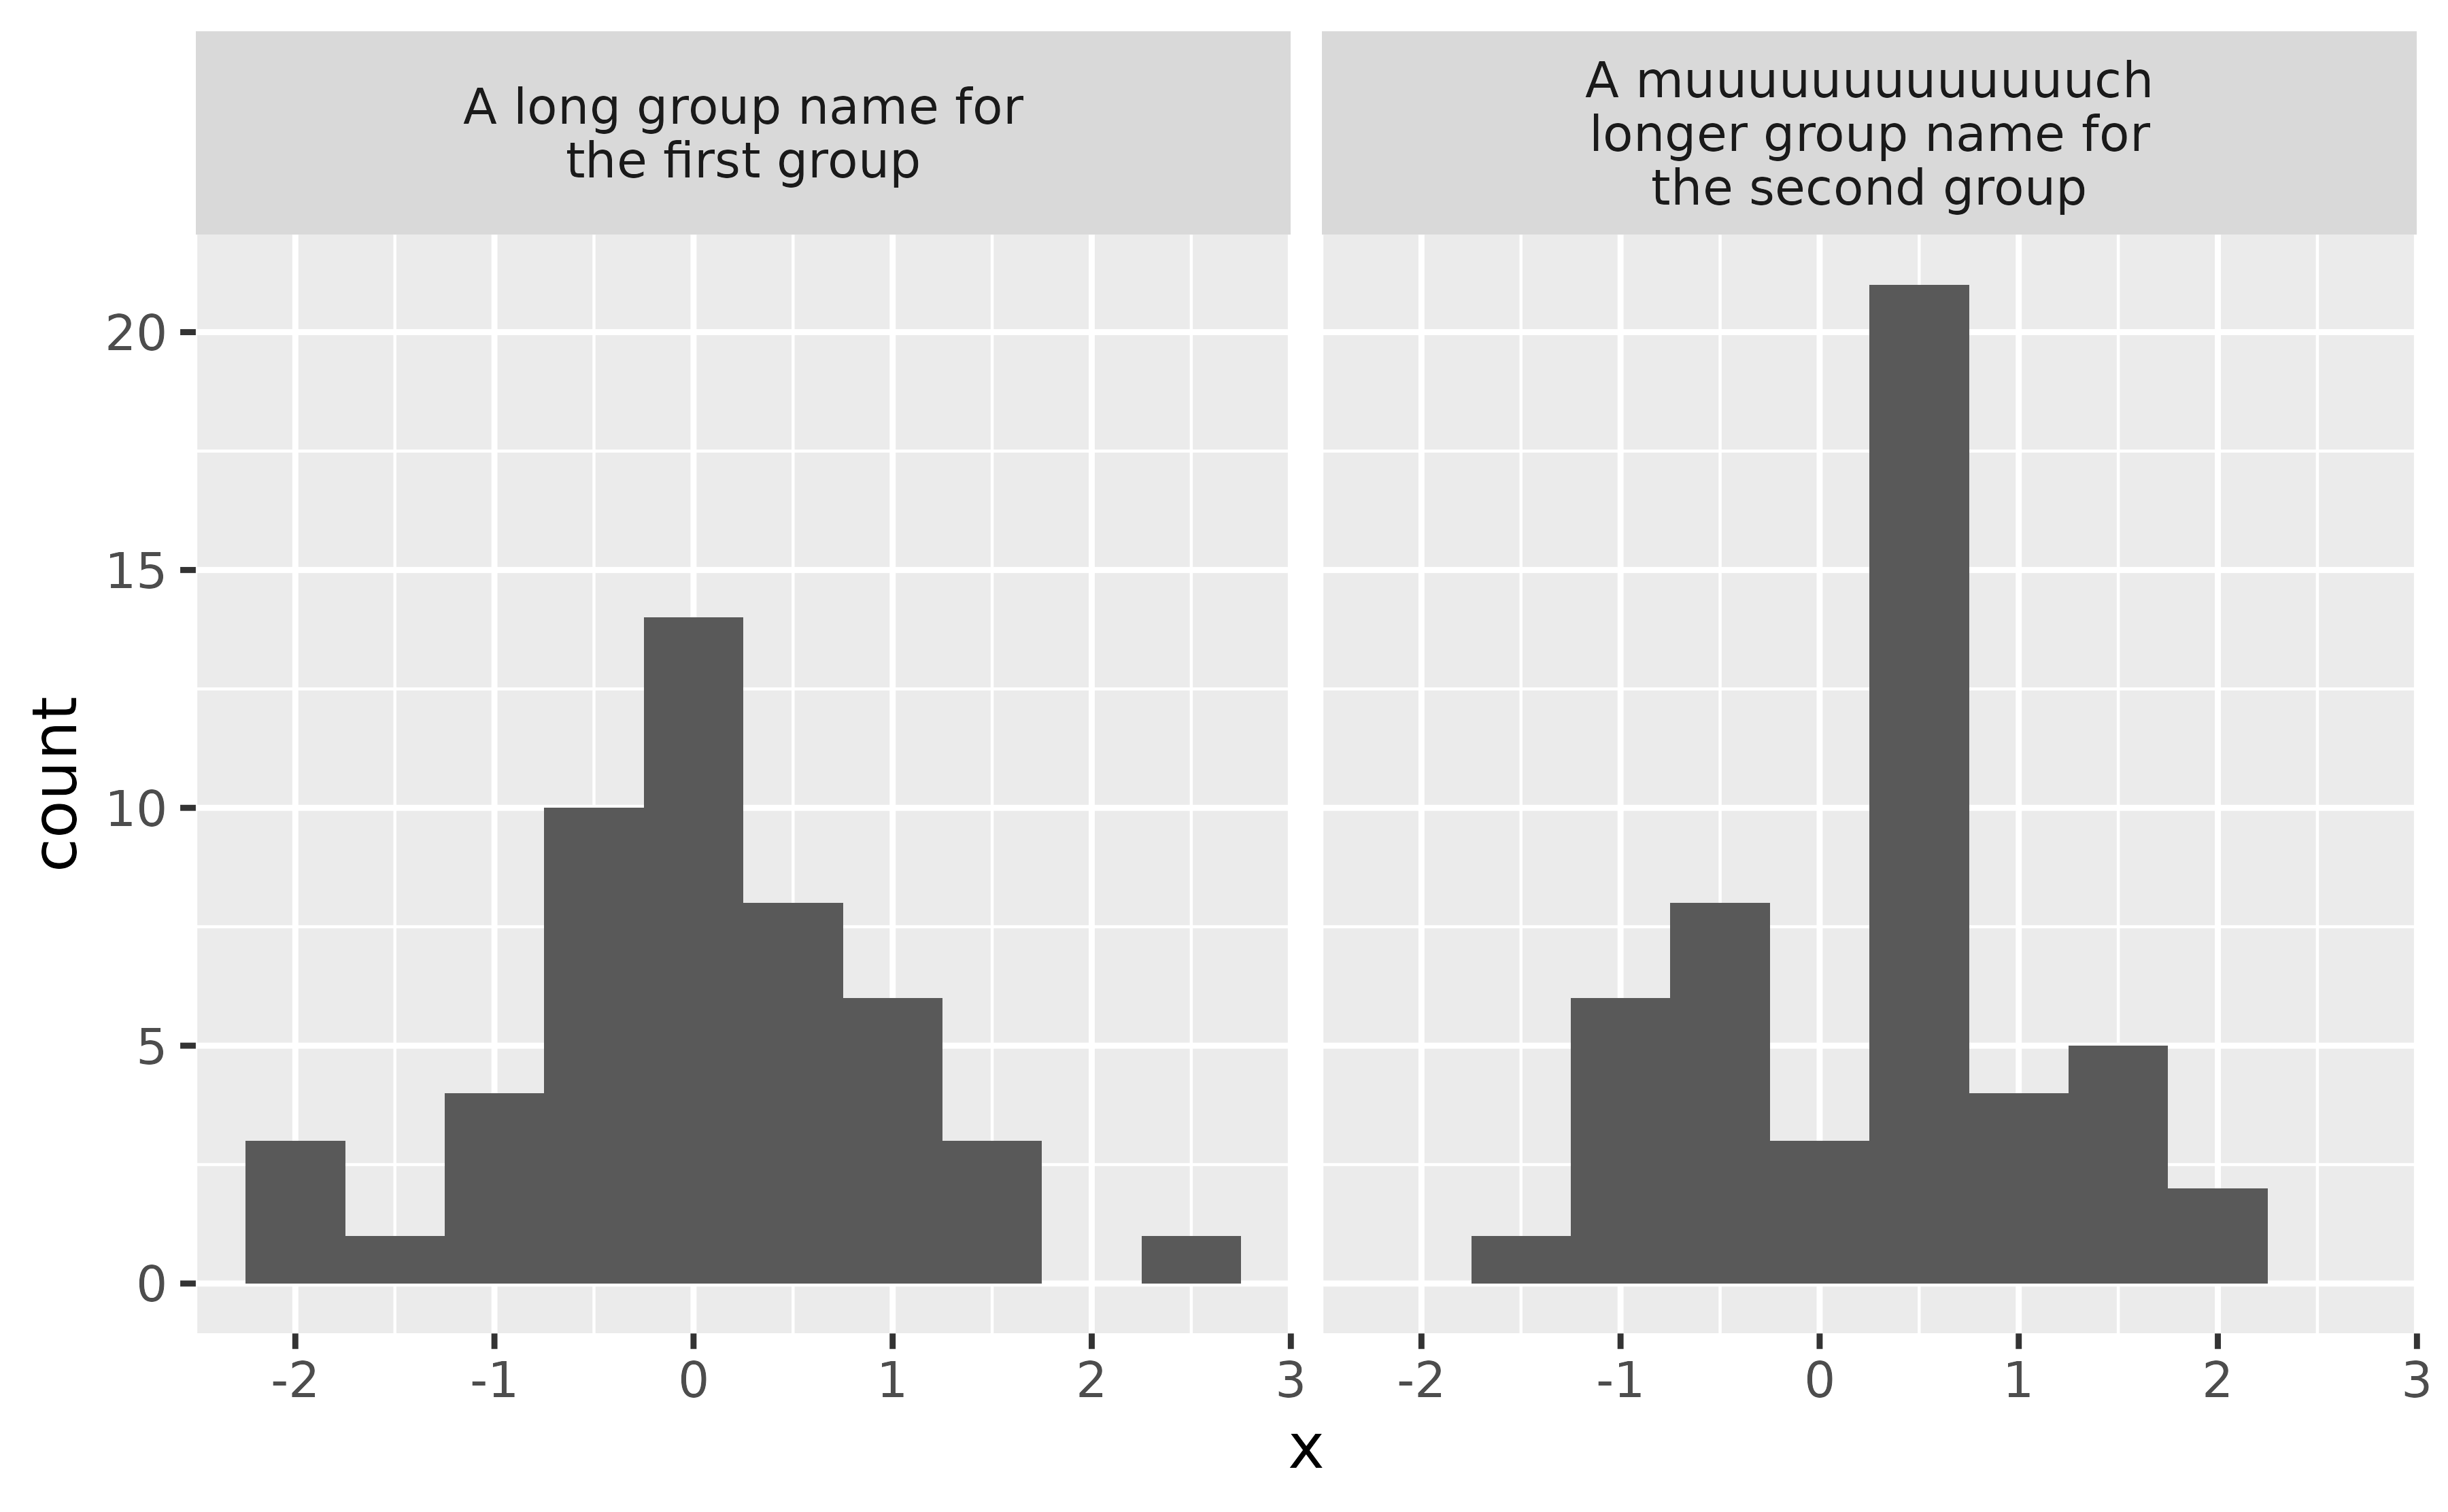 A long group name for
the first group
A muuuuuuuuuuuuuch
longer group name for
the second group
20
15
10
5
0
count
-2 -1 0 1 2 3 -2 -1 0 1 2 3
x